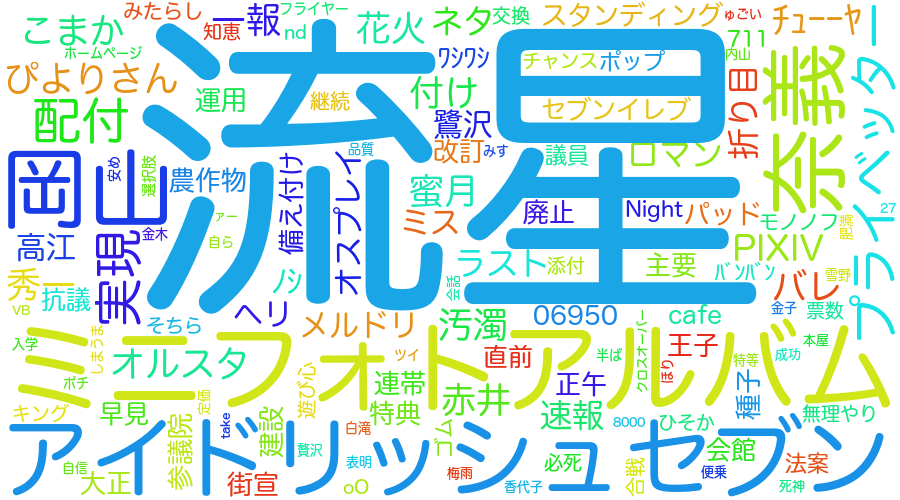 みたらし
一報
フライヤー
nd
花火
ネタ
交換
スタンディング
ゅごい
チューーヤ
こまか
知恵
ホームページ
ワシワシ
チャンス
ポップ
711
内山
ぴよりさん
運用
継続
付け
流星
セブンイレブ
折り目
奈義
フライベッター
配付
鷺沢
改訂
みす
議員
ロマン
岡山
安め
選択肢
農作物
備え付け
オスプレイ
品質
蜜月
廃止
Night
パッド
27
モノノフ
肥満
高江
実現
金木
アー
自ら
ミス
PIXIV
秀一
抗議
VB
ノシ
ラスト
添付
主要
バンバン
バレ
雪野
会話
そちら
ヘリ
メルドリ
汚濁
06950
cafe
金子
票数
ミニフォトアルバム
入学
しまうま
オルスタ
ツイ
直前
半ば
クロスオーバー
王子
ほり
特等
成功
本屋
ポチ
定価
遊び心
連帯
赤井
正午
種子
キング
早見
参議院
take
建設
特典
ゴム
速報
8000
ひそか
無理やり
アイドリッシュセブン
白滝
贅沢
自信
大正
街宣
oO
表明
梅雨
香代子
必死
合戦
会館
便乗
法案
死神